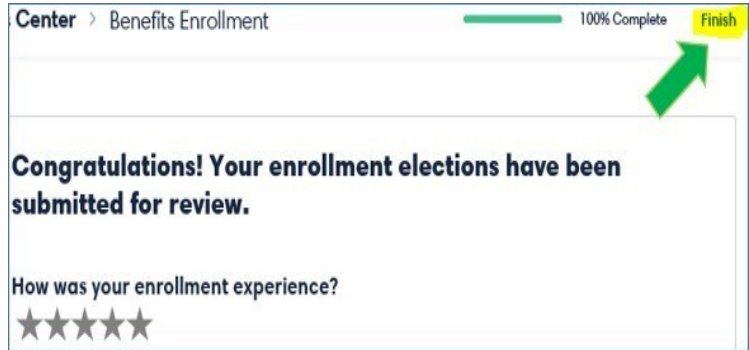 Center > Benefits Enrollment 100% Complete Finish
Congratulations! Your enrollment elections have been
submitted for review.
How was your enrollment experience?